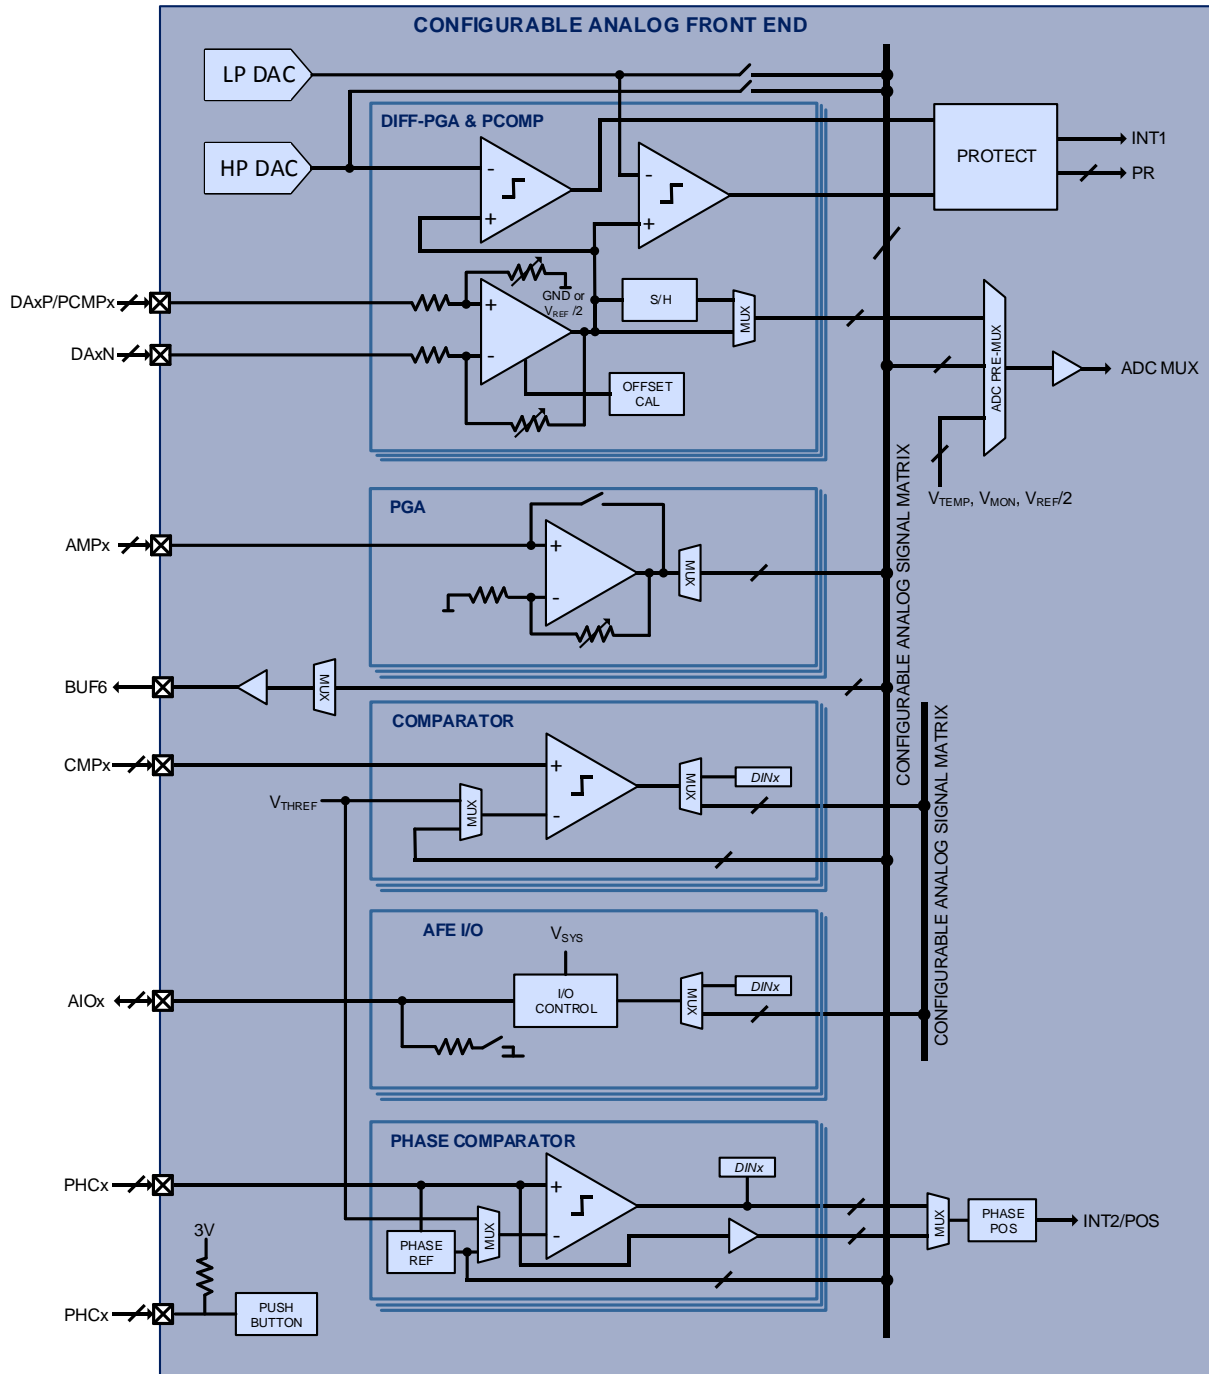 CONFIGURABLE ANALOG FRONT END
LP DAC
HP DAC
DIFF-PGA & PCOMP
-
+
-
+
PROTECT
INT1
PR
DAxP/PCMPx
DAxN
+
-
GND or
VREF /2
S/H
MUX
OFFSET
CAL
ADC PRE-MUX
ADC MUX
VTEMP, VMON, VREF/2
CONFIGURABLE ANALOG SIGNAL MATRIX
PGA
AMPx
+
-
MUX
BUF6
MUX
COMPARATOR
CMPx
VTHREF
MUX
+
-
MUX
DINx
CONFIGURABLE ANALOG SIGNAL MATRIX
AFE I/O
VSYS
AIOx
I/O
CONTROL
MUX
DINx
PHASE COMPARATOR
PHCx
PHASE
REF
MUX
+
-
DINx
MUX
PHASE
POS
INT2/POS
3V
PHCx
PUSH
BUTTON